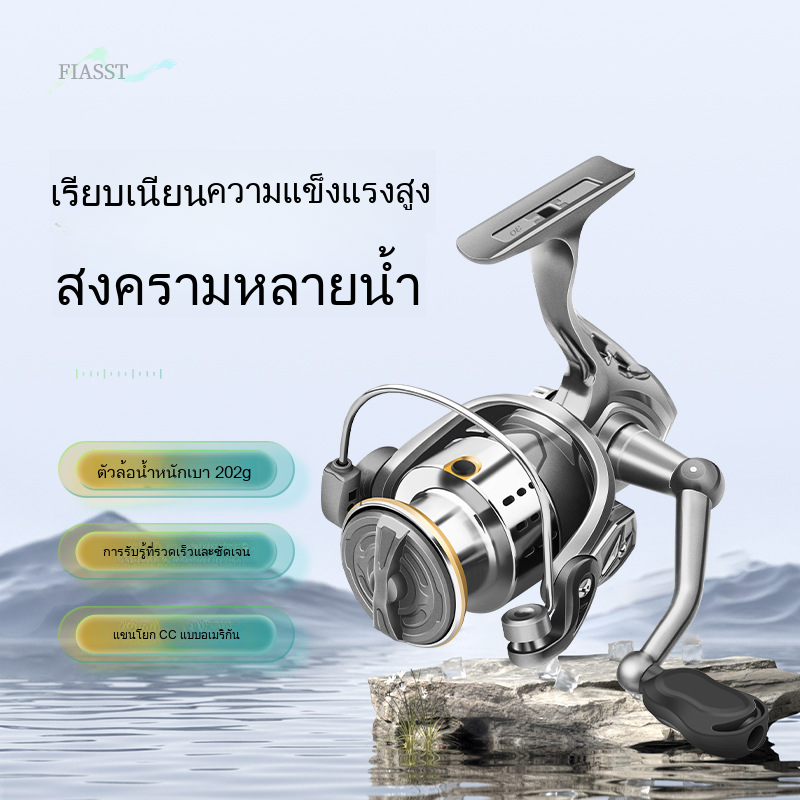 FIASST
เรียบเนียนความแข็งแรงสูง
สงครามหลายน้ำ
ตัวล้อน้ำหนักเบา 202g
การรับรู้ที่รวดเร็วและชัดเจน
แขนโยก CC แบบอเมริกัน
30